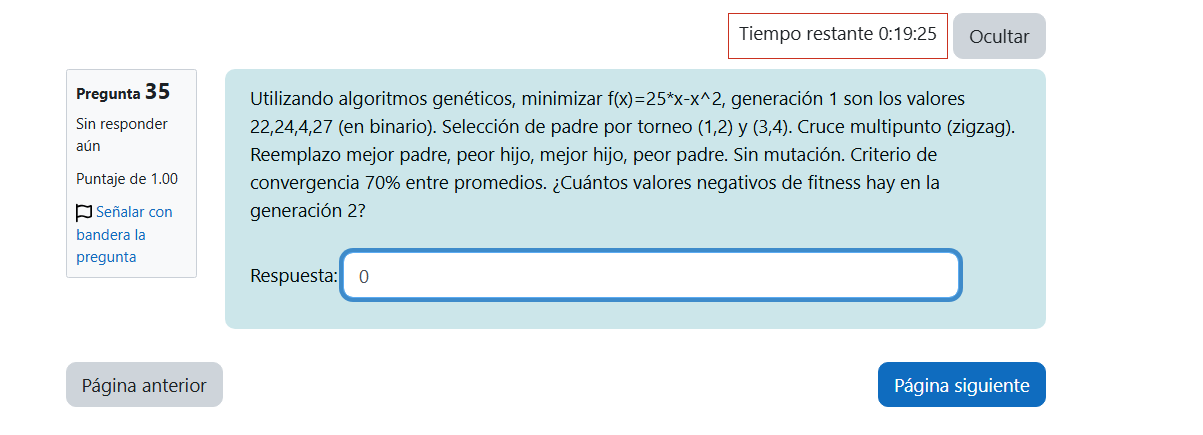 Tiempo restante 0:19:25
Ocultar
Pregunta 35
Sin responder
aún
Puntaje de 1.00
Señalar con
bandera la
pregunta
Utilizando algoritmos genéticos, minimizar f(x)=25*x-x^2, generación 1 son los valores
22,24,4,27 (en binario). Selección de padre por torneo (1,2) y (3,4). Cruce multipunto (zigzag).
Reemplazo mejor padre, peor hijo, mejor hijo, peor padre. Sin mutación. Criterio de
convergencia 70% entre promedios. ¿Cuántos valores negativos de fitness hay en la
generación 2?
Respuesta: 0
Página anterior
Página siguiente